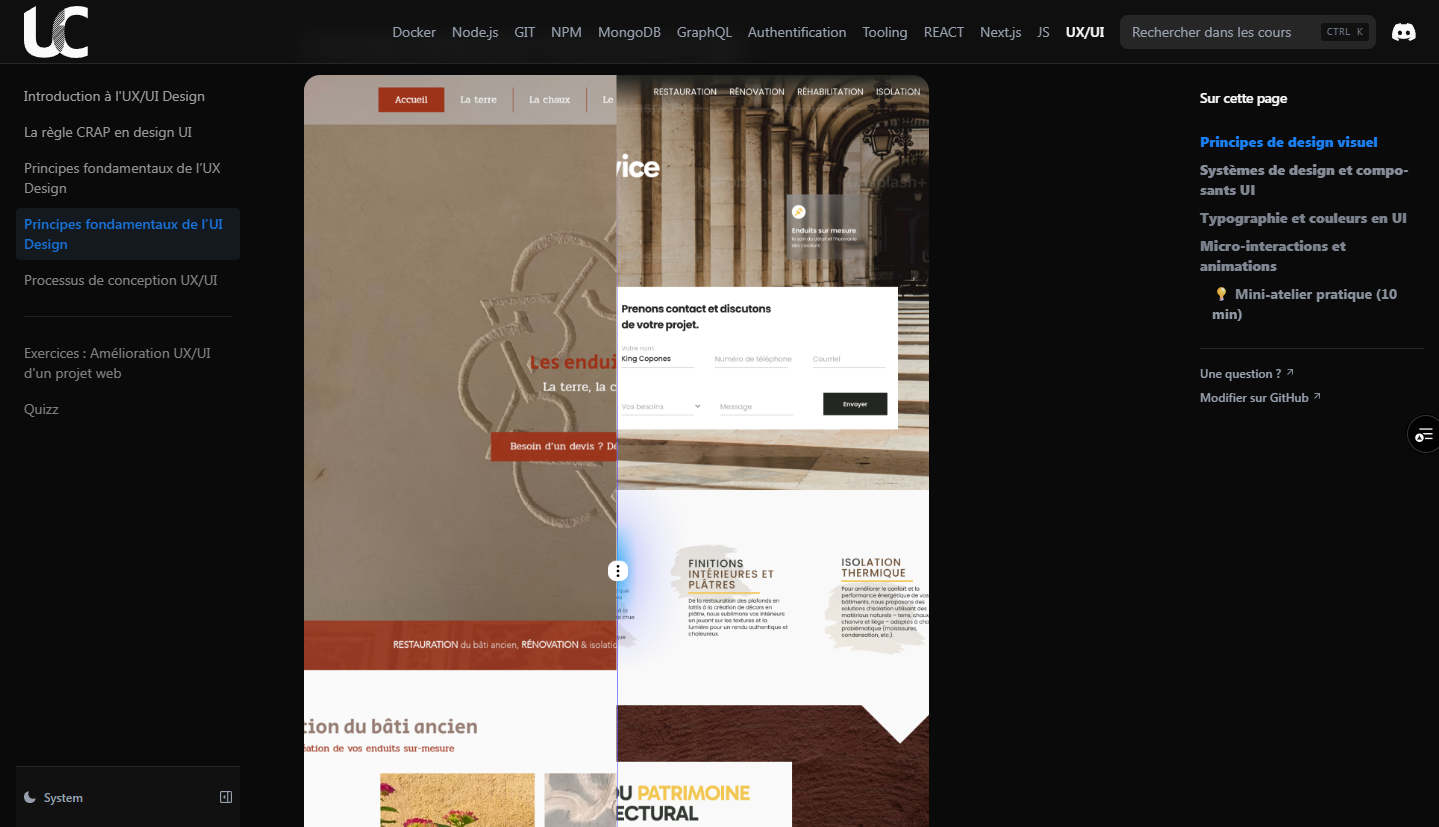 UC
Docker Node.js GIT NPM MongoDB GraphQL Authentification Tooling REACT Next.js JS UX/UI
Rechercher dans les cours CTRL K
Introduction à l'UX/UI Design
La règle CRAP en design UI
Principes fondamentaux de l'UX
Design
Principes fondamentaux de l'UI
Design
Processus de conception UX/UI
Exercices : Amélioration UX/UI
d'un projet web
Quizz
System
Accueil La terre La chaux Le
Les endui
La terre, la c
Besoin d'un devis ? Dé
RESTAURATION du bâti ancien, RÉNOVATION & isolatio
tion du bâti ancien
éation de vos enduits sur-mesure
RESTAURATION RÉNOVATION RÉHABILITATION ISOLATION
vice
Unsplash+
Enduits sur mesure
Prenons contact et discutons
de votre projet.
Votre nom
King Copones Numéro de téléphone Courriel
Vos besoins Message Envoyer
FINITIONS
INTÉRIEURES ET
PLÂTRES
De la restauration des plafonds en
lattis à la création de décors en
plâtre, nous sublimons vos intérieurs
en jouant sur les textures et la
lumière pour un rendu authentique et
chaleureux.
ISOLATION
THERMIQUE
Pour améliorer le confort et la
performance énergétique de vos
bâtiments, nous proposons des
solutions d'isolation utilisant des
matériaux naturels – terre, chaux
chanvre et liège – adaptés à cha
problématique (moisissures,
condensation, etc.).
DU PATRIMOINE
ECTURAL
Sur cette page
Principes de design visuel
Systèmes de design et compo-
sants UI
Typographie et couleurs en UI
Micro-interactions et
animations
Mini-atelier pratique (10
min)
Une question ?
Modifier sur GitHub